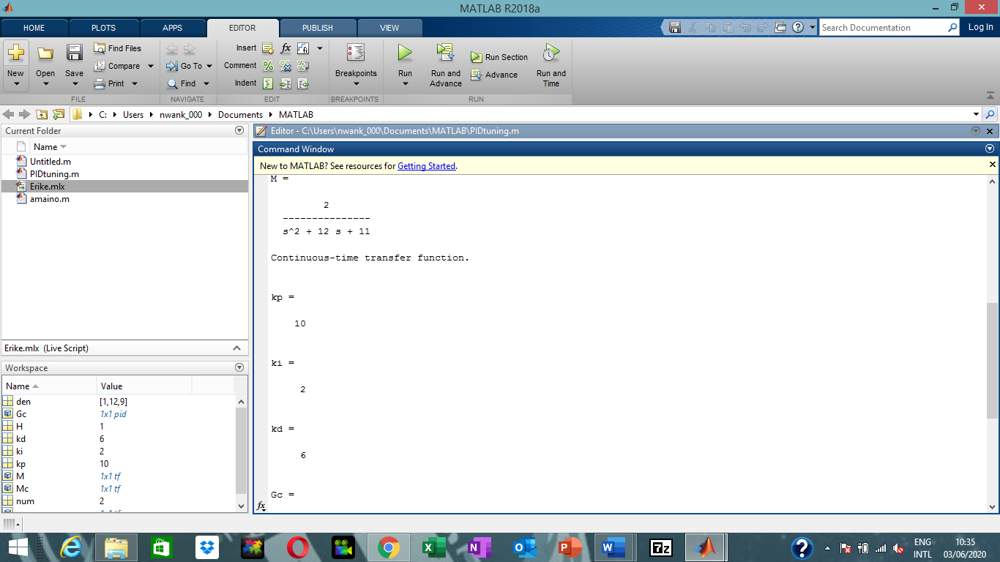 MATLAB R2018a
HOME PLOTS APPS EDITOR PUBLISH VIEW
Search Documentation
Log In
New Open Save
Find Files
Compare
Print
FILE
Go To
Find
NAVIGATE
Insert fx
Comment
Indent
EDIT
Breakpoints
BREAKPOINTS
Run
Run and Advance
Run Section
Advance
Run and Time
RUN
C: Users nwank_000 Documents MATLAB
Current Folder
Name
Untitled.m
PIDtuning.m
Erike.mlx
amaino.m
Erike.mlx (Live Script)
Workspace
Name Value
den [1,12,9]
Gc 1x1 pid
H 1
kd 6
ki 2
kp 10
M 1x1 tf
Mc 1x1 tf
num 2
Editor - C:\Users\nwank_000\Documents\MATLAB\PIDtuning.m
Command Window
New to MATLAB? See resources for Getting Started.
M =
2
---------------
s^2 + 12 s + 11
Continuous-time transfer function.
kp =
10
ki =
2
kd =
6
Gc =
fx
ENG
INTL
10:35
03/06/2020